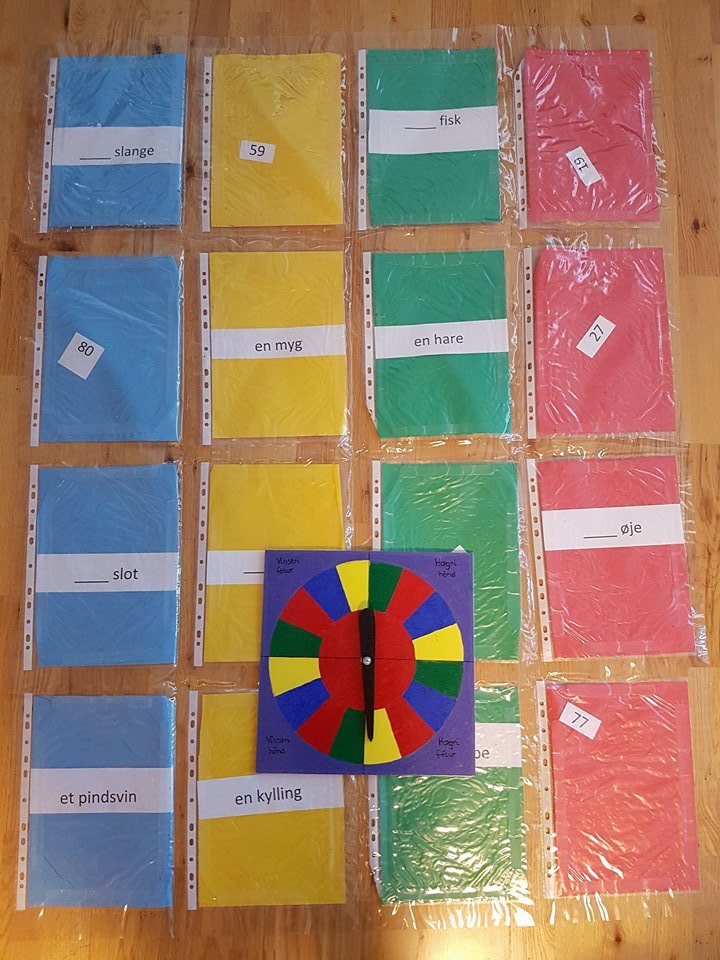 ____ slange
59
____ fisk
19
80
en myg
en hare
27
____ slot
____ øje
Vinstri
fótur
Hægri
hönd
Vinstri
hönd
Hægri
fótur
et pindsvin
en kylling
77